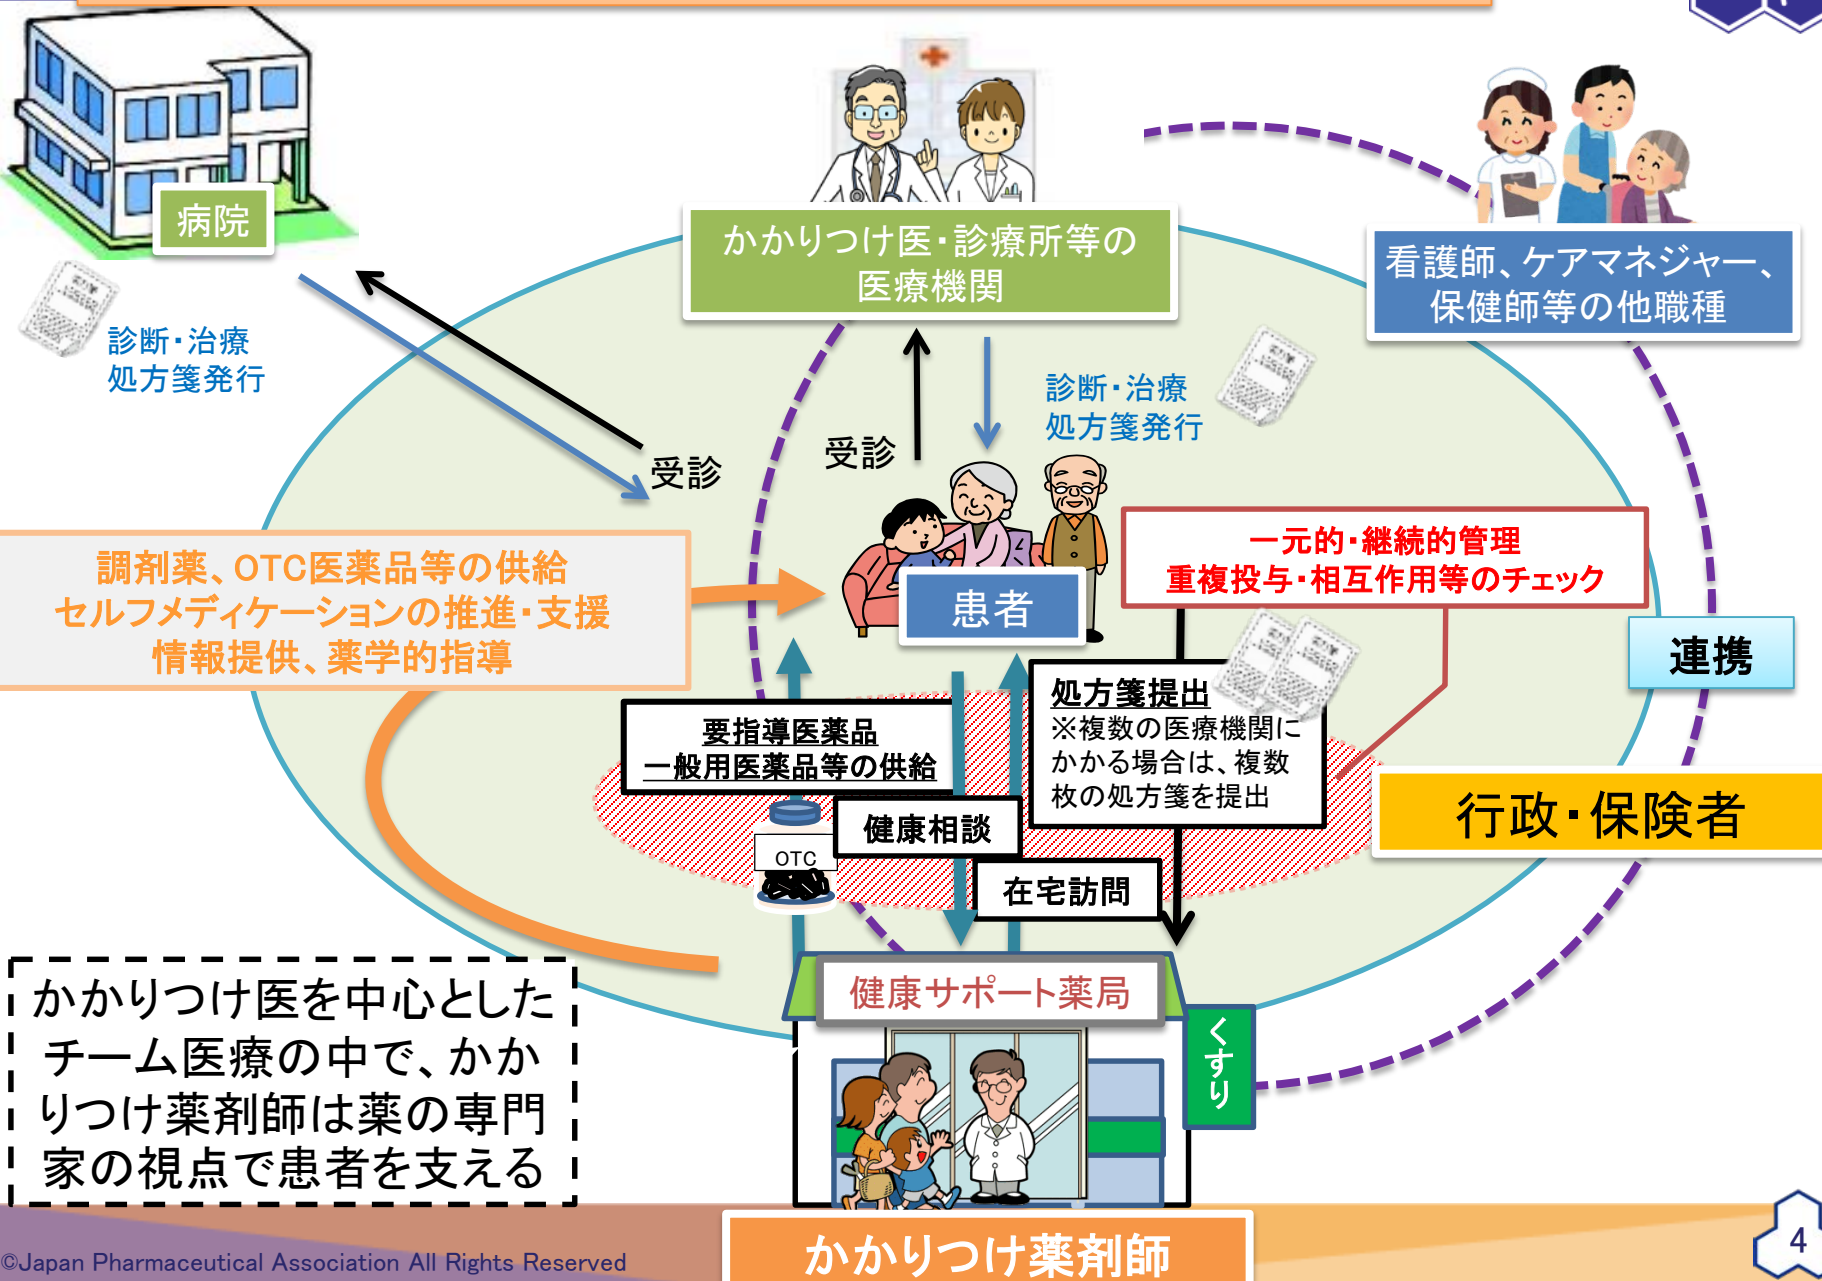 病院
かかりつけ医・診療所等の
医療機関
看護師、ケアマネジャー、
保健師等の他職種
診断・治療
処方箋発行
診断・治療
処方箋発行
受診
受診
調剤薬、OTC医薬品等の供給
セルフメディケーションの推進・支援
情報提供、薬学的指導
患者
一元的・継続的管理
重複投与・相互作用等のチェック
連携
処方箋提出
※複数の医療機関に
かかる場合は、複数
枚の処方箋を提出
要指導医薬品
一般用医薬品等の供給
行政・保険者
健康相談
OTC
在宅訪問
健康サポート薬局
くすり
かかりつけ医を中心とした
チーム医療の中で、かか
りつけ薬剤師は薬の専門
家の視点で患者を支える
かかりつけ薬剤師
©Japan Pharmaceutical Association All Rights Reserved
4